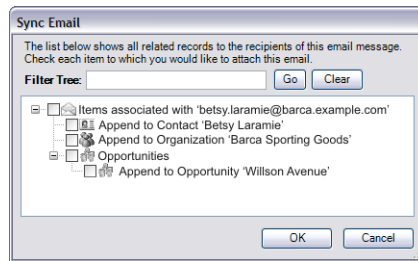 Sync Email
The list below shows all related records to the recipients of this email message.
Check each item to which you would like to attach this email.
Filter Tree: Go Clear
Items associated with 'betsy.laramie@barca.example.com'
Append to Contact 'Betsy Laramie'
Append to Organization 'Barca Sporting Goods'
Opportunities
Append to Opportunity 'Willson Avenue'
OK Cancel